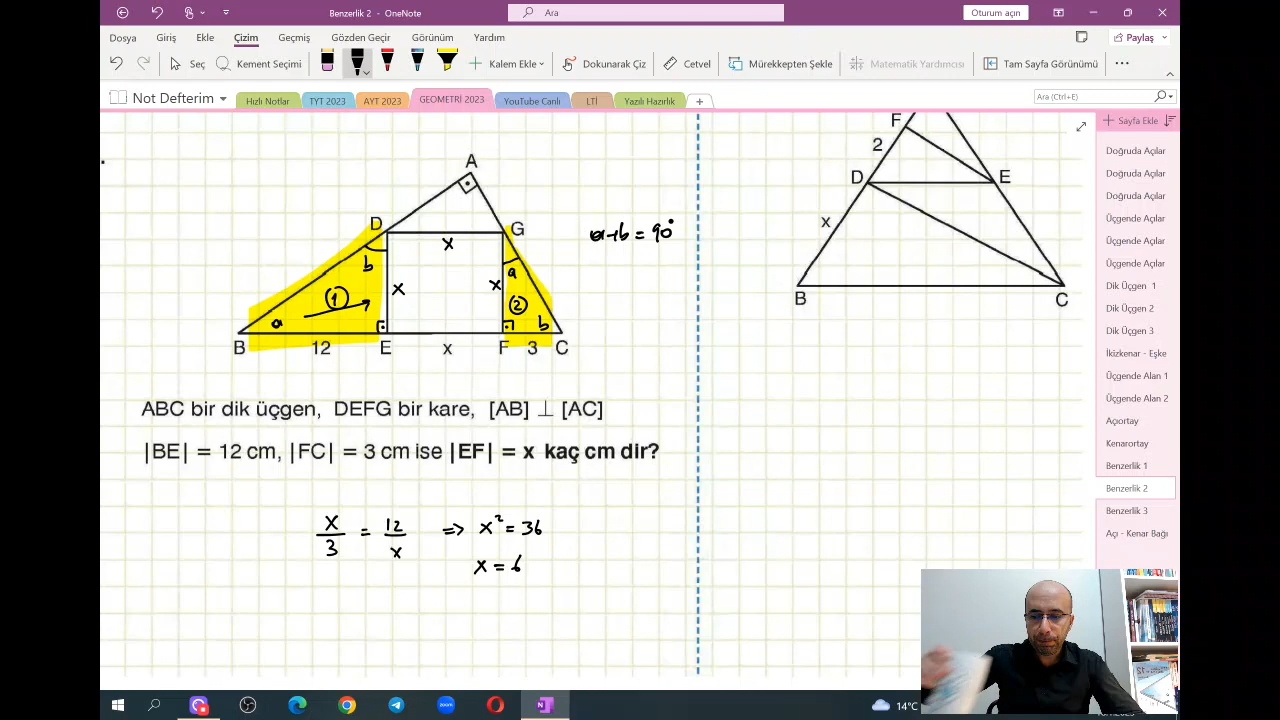 Benzerlik 2 - OneNote
Ara
Oturum açın
Dosya Giriş Ekle Çizim Geçmiş Gözden Geçir Görünüm Yardım
Paylaş
Seç Kement Seçimi Kalem Ekle Dokunarak Çiz Cetvel Mürekkepten Şekle Matematik Yardımcısı Tam Sayfa Görünümü
Not Defterim Hızlı Notlar TYT 2023 AYT 2023 GEOMETRİ 2023 YouTube Canlı LTİ Yazılı Hazırlık
Ara (Ctrl+E)
Sayfa Ekle
Doğruda Açılar
Doğruda Açılar
Doğruda Açılar
Üçgende Açılar
Üçgende Açılar
Üçgende Açılar
Dik Üçgen 1
Dik Üçgen 2
Dik Üçgen 3
İkizkenar - Eşke
Üçgende Alan 1
Üçgende Alan 2
Açıortay
Kenarortay
Benzerlik 1
Benzerlik 2
Benzerlik 3
Açı - Kenar Bağı
A
D G
x
b a
x x
1 2
a b
B 12 E x F 3 C
a+b = 90°
F
2
D E
x
B C
ABC bir dik üçgen, DEFG bir kare, [AB] ⊥ [AC]
|BE| = 12 cm, |FC| = 3 cm ise |EF| = x kaç cm dir?
x/3 = 12/x => x² = 36
x = 6
14°C